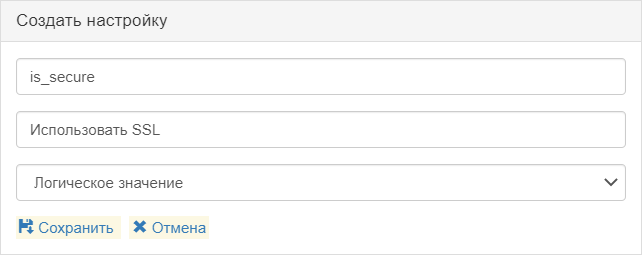 Создать настройку
is_secure
Использовать SSL
Логическое значение
Сохранить Отмена